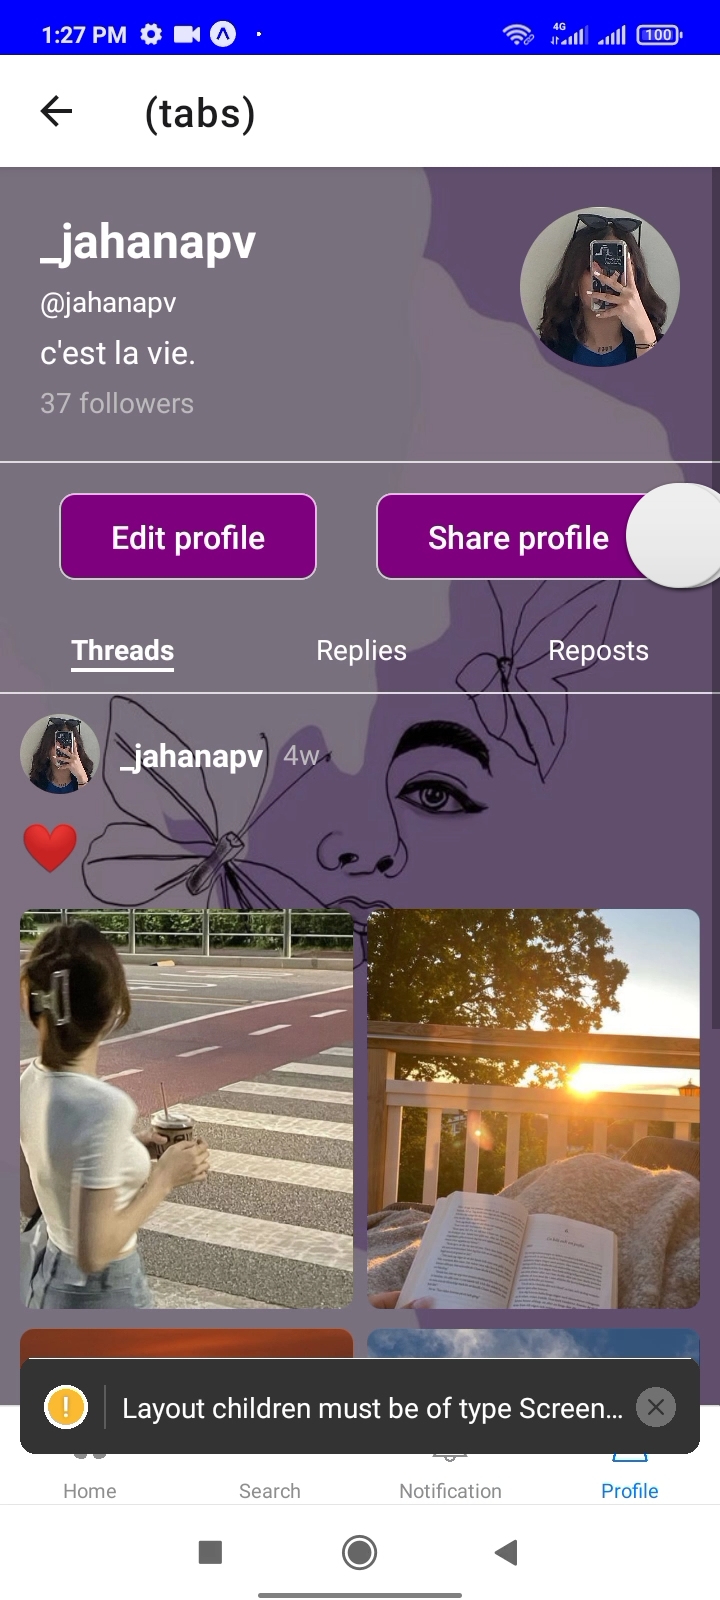 1:27 PM
4G
100
(tabs)
_jahanapv
@jahanapv
c'est la vie.
37 followers
Edit profile
Share profile
Threads
Replies
Reposts
_jahanapv 4w
Layout children must be of type Screen...
Home
Search
Notification
Profile